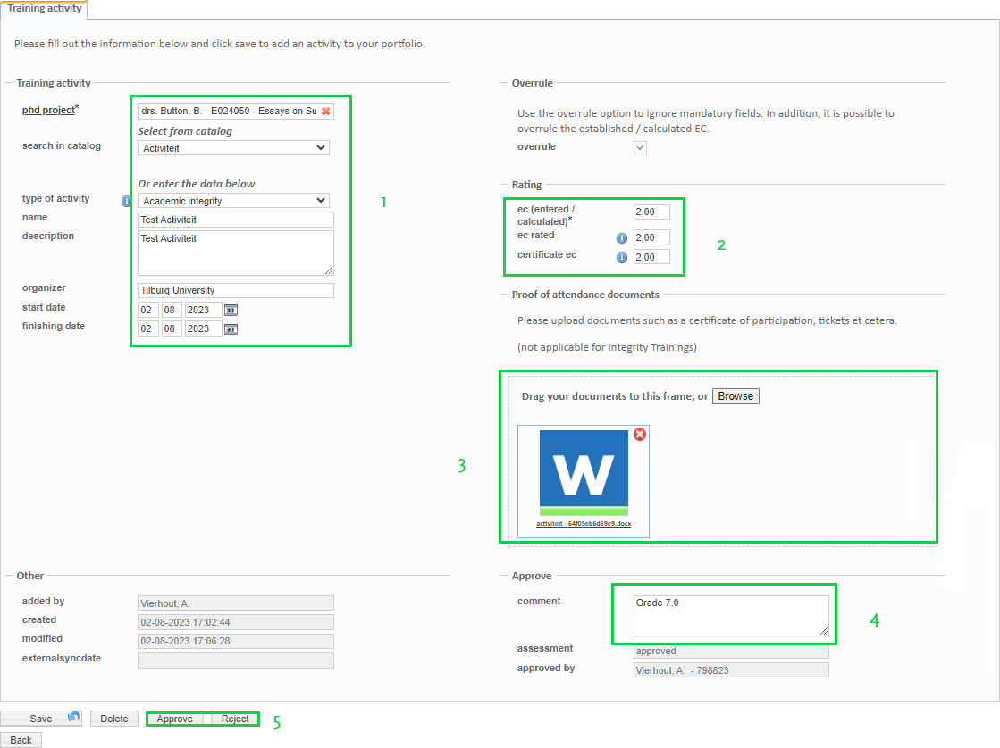 Training activity
Please fill out the information below and click save to add an activity to your portfolio.
Training activity
phd project*
drs. Button, B. - E024050 - Essays on Su
Select from catalog
search in catalog
Activiteit
Or enter the data below
type of activity
Academic integrity
name
Test Activiteit
description
Test Activiteit
organizer
Tilburg University
start date
02 08 2023 31
finishing date
02 08 2023 31
1
Overrule
Use the overrule option to ignore mandatory fields. In addition, it is possible to
overrule the established / calculated EC.
overrule
Rating
ec (entered /
calculated)*
2,00
ec rated
i 2,00
certificate ec
i 2,00
2
Proof of attendance documents
Please upload documents such as a certificate of participation, tickets et cetera.
(not applicable for Integrity Trainings)
Drag your documents to this frame, or Browse
W
activiteit - 64f05eb6d69e9.docx
3
Other
added by
Vierhout, A.
created
02-08-2023 17:02:44
modified
02-08-2023 17:06:28
externalsyncdate
Approve
comment
Grade 7,0
4
assessment
approved
approved by
Vierhout, A. - 798823
Save Delete Approve Reject 5
Back